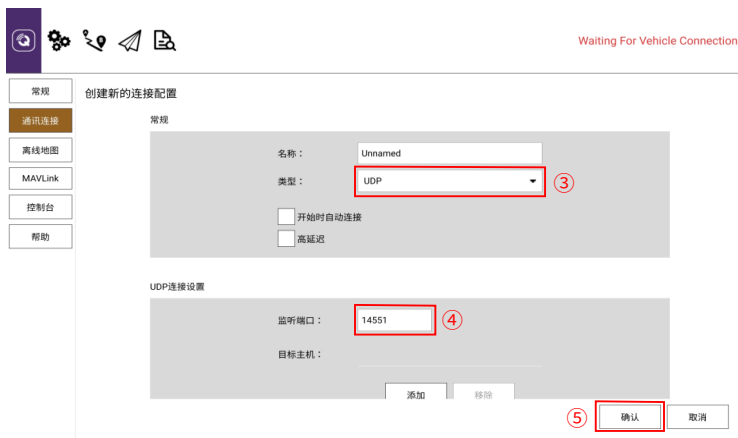 Waiting For Vehicle Connection
常规
通讯连接
离线地图
MAVLink
控制台
帮助
创建新的连接配置
常规
名称： Unnamed
类型： UDP ③
开始时自动连接
高延迟
UDP连接设置
监听端口： 14551 ④
目标主机：
添加 移除
⑤ 确认 取消